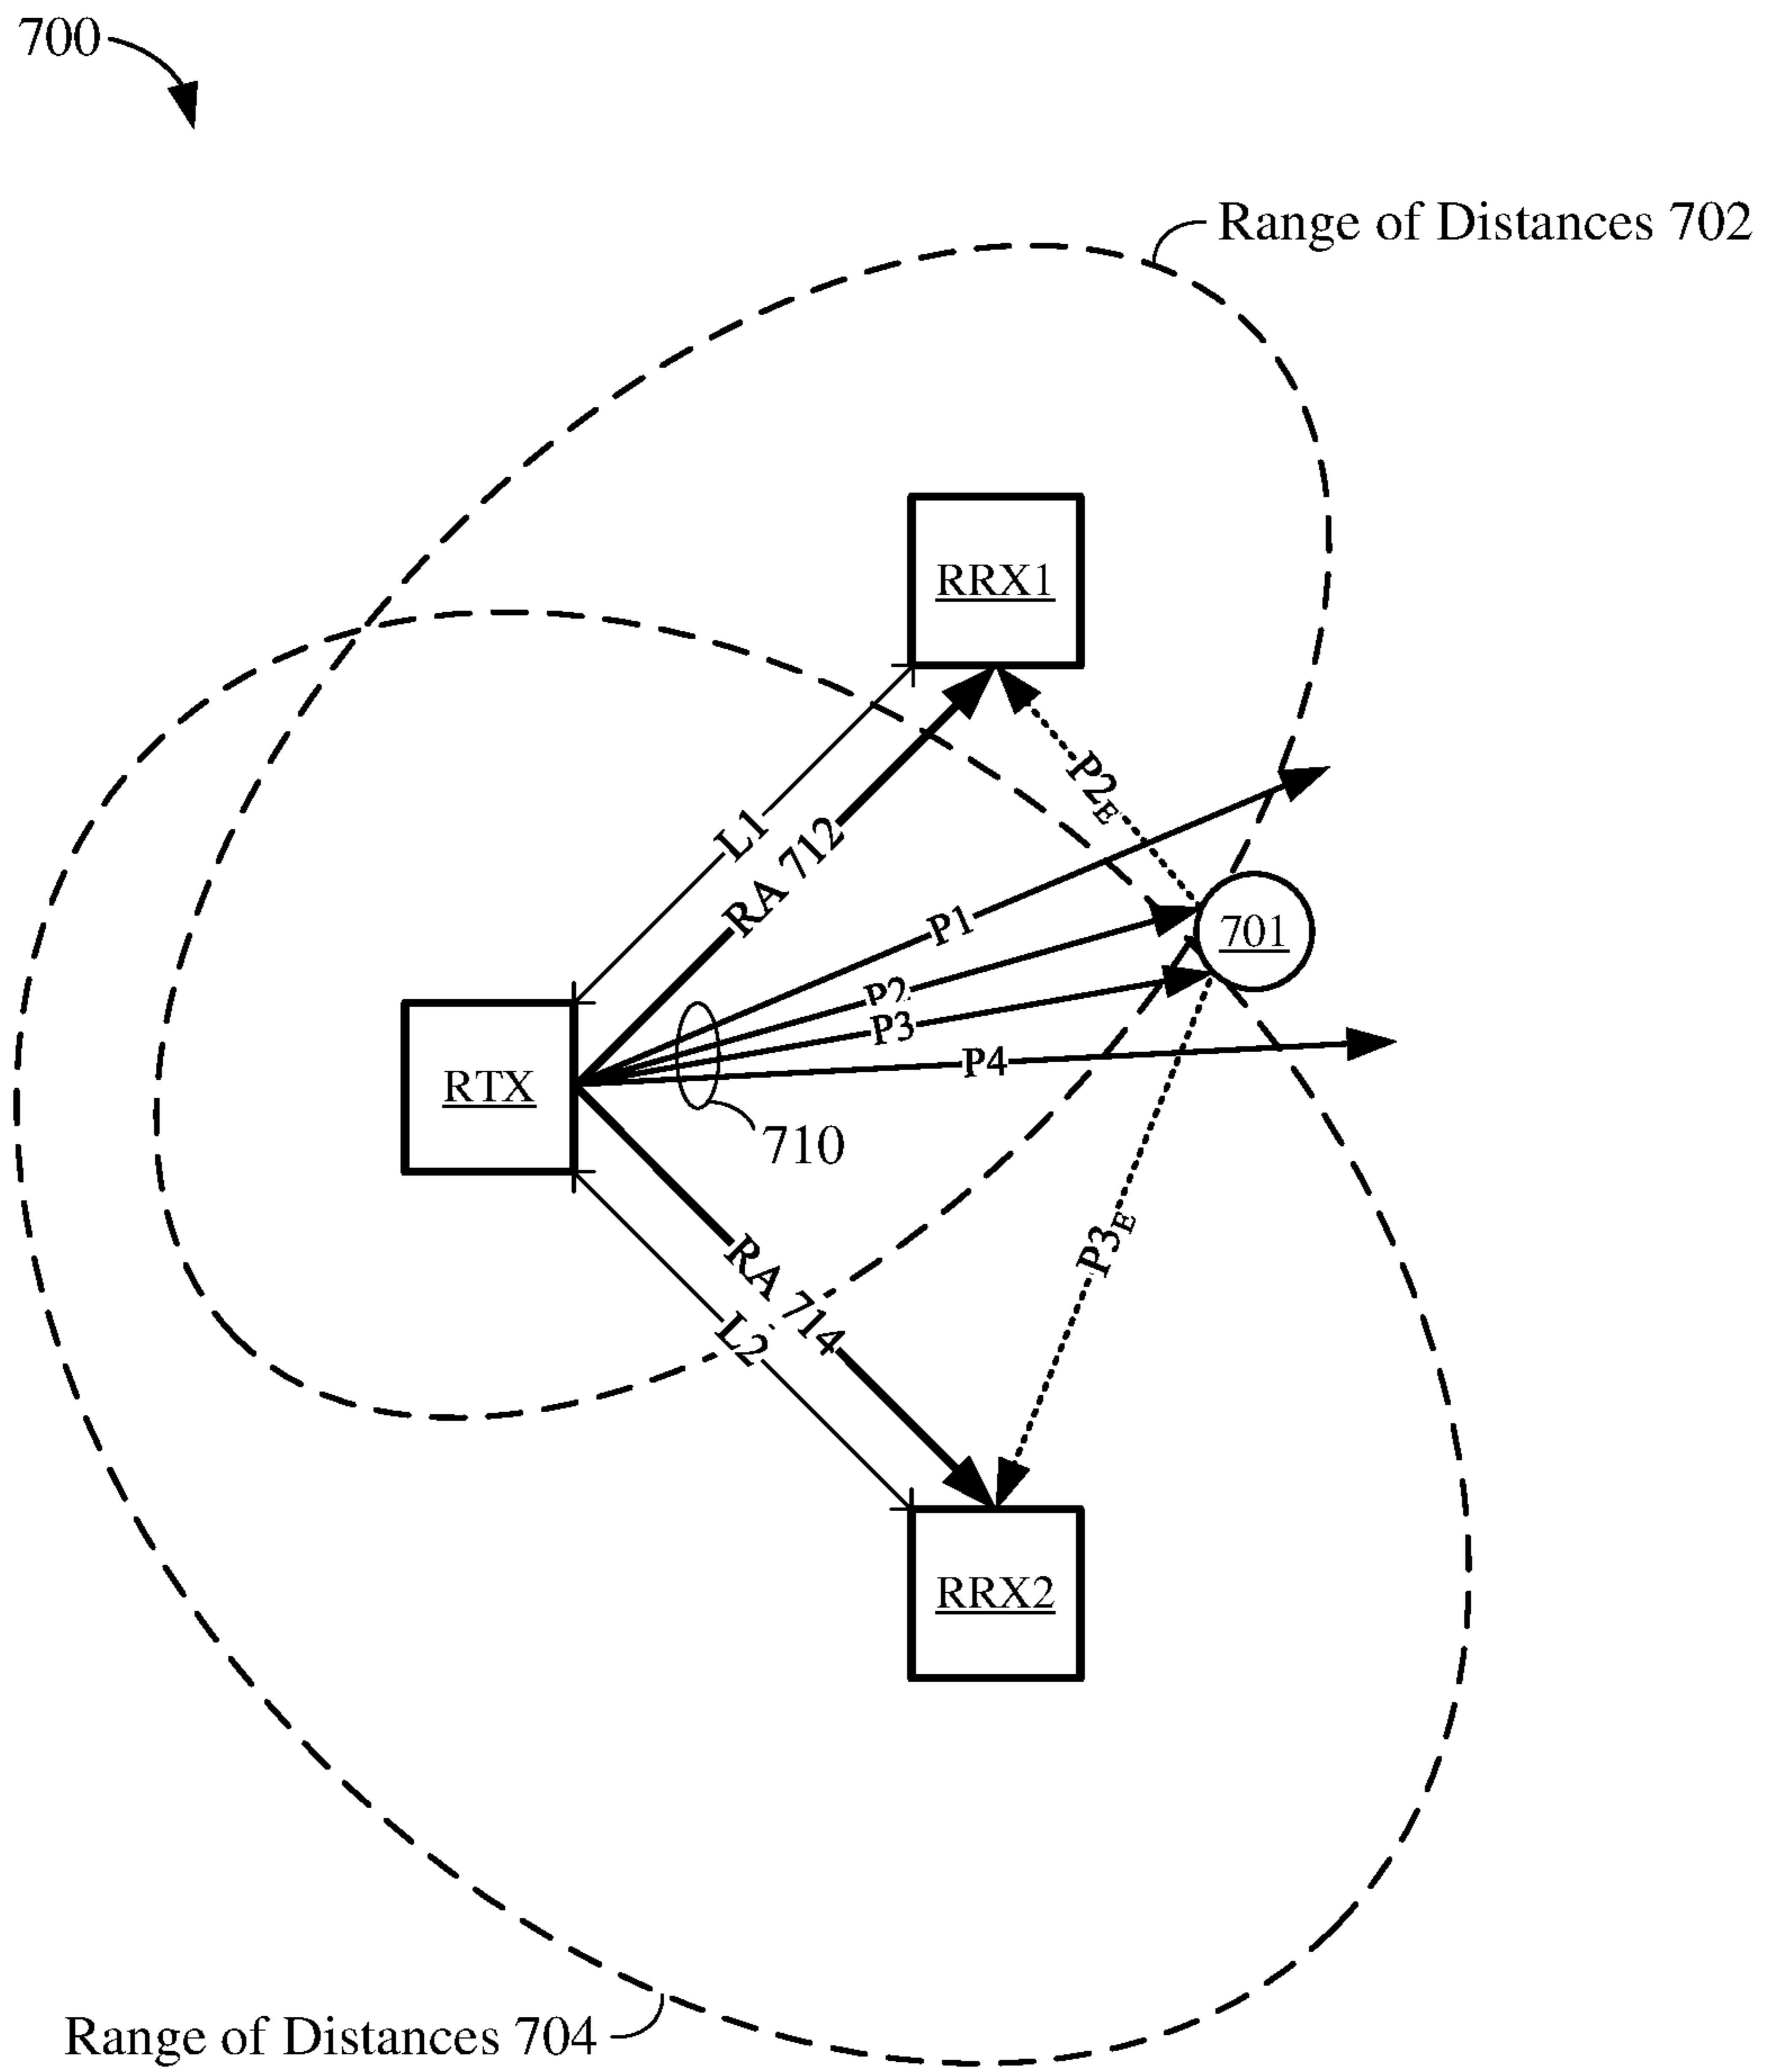 700
Range of Distances 702
RRX1
P2E
L1
RA 712
P1
701
P2
P3
P4
RTX
710
P3E
RA 714
L2
RRX2
Range of Distances 704